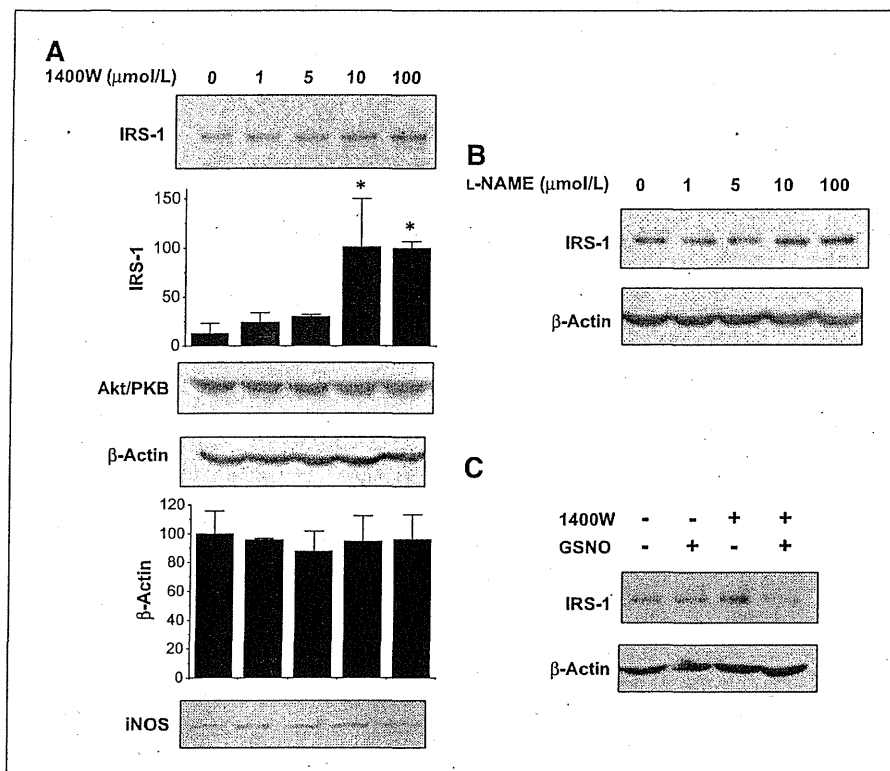 A
1400W (μmol/L) 0 1 5 10 100
IRS-1
150
100
50
0
IRS-1
* *
Akt/PKB
β-Actin
120
100
80
60
40
20
0
β-Actin
iNOS
B
L-NAME (μmol/L) 0 1 5 10 100
IRS-1
β-Actin
C
1400W - - + +
GSNO - + - +
IRS-1
β-Actin